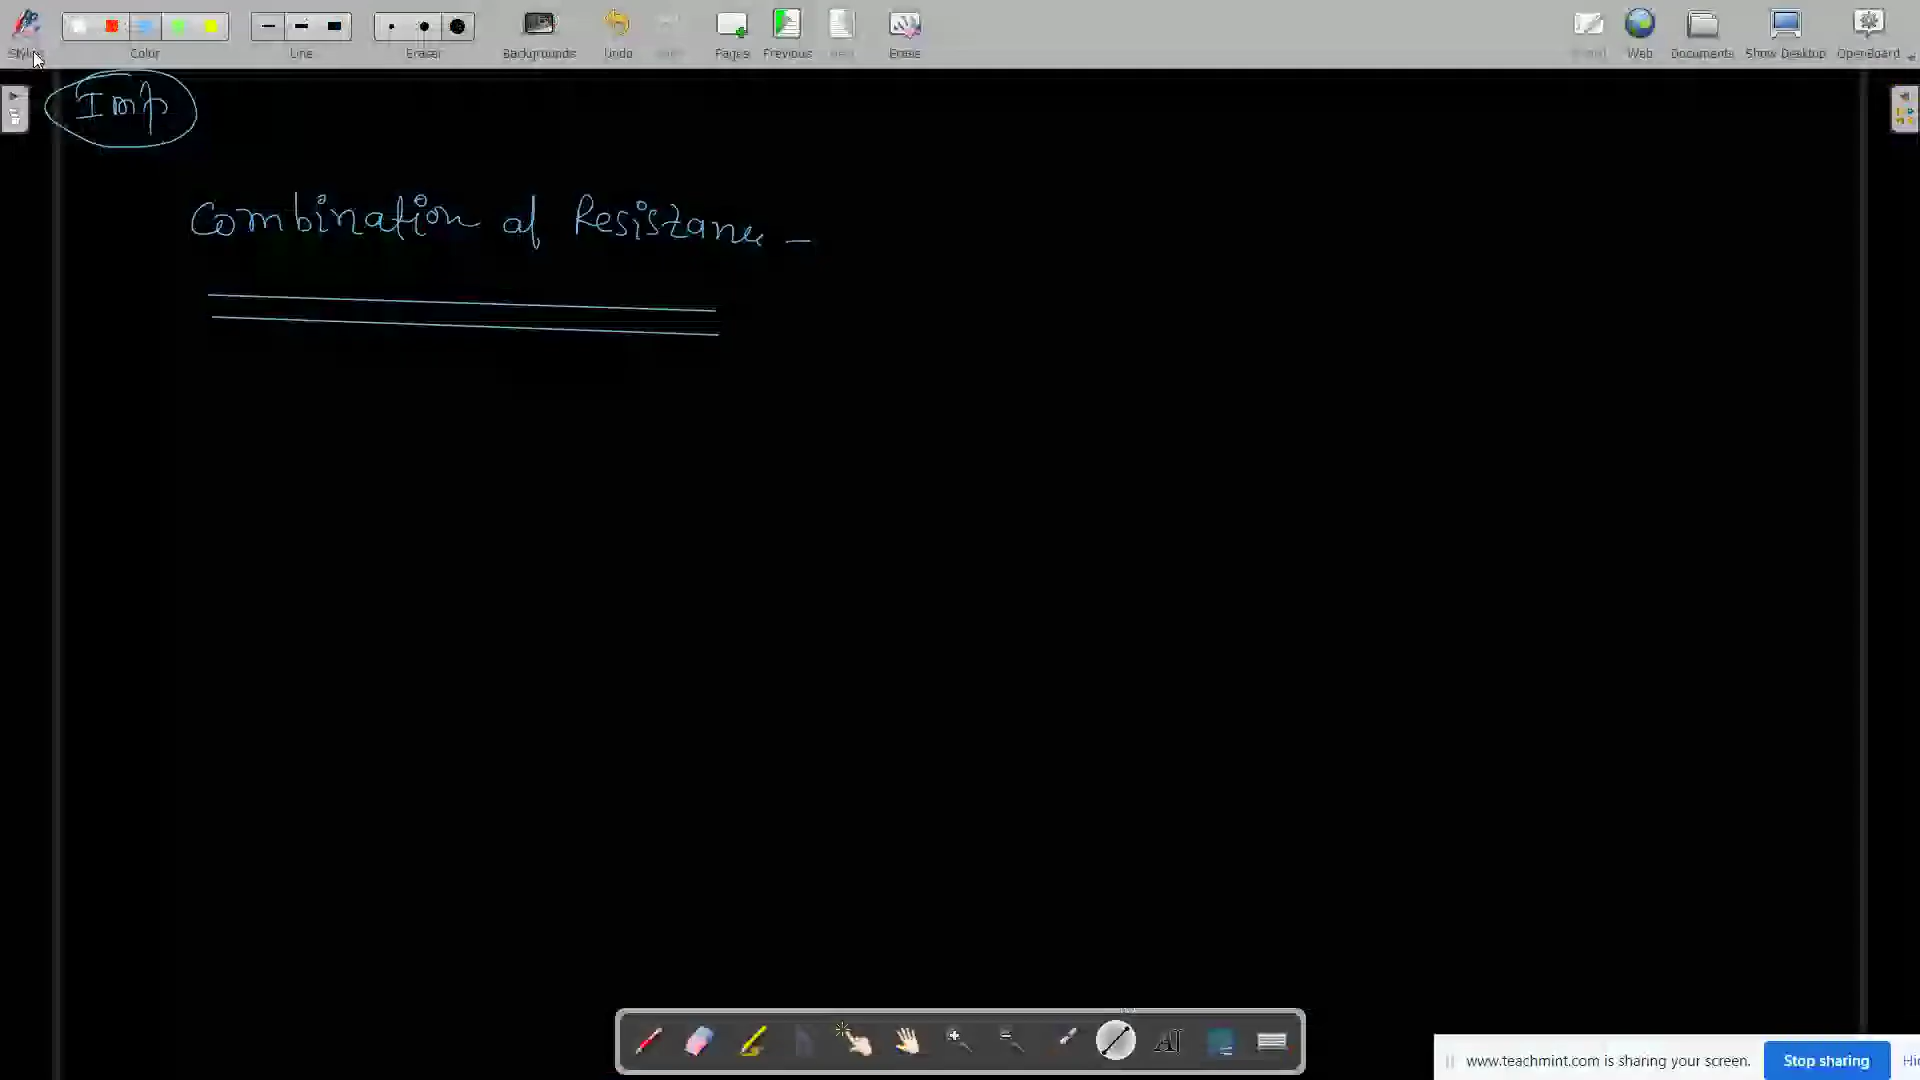 Stylus
Color
Line
Eraser
Backgrounds
Undo
Pages
Previous
Erase
Web
Documents
Show Desktop
OpenBoard
Imp
Combination of Resistance -
www.teachmint.com is sharing your screen.
Stop sharing